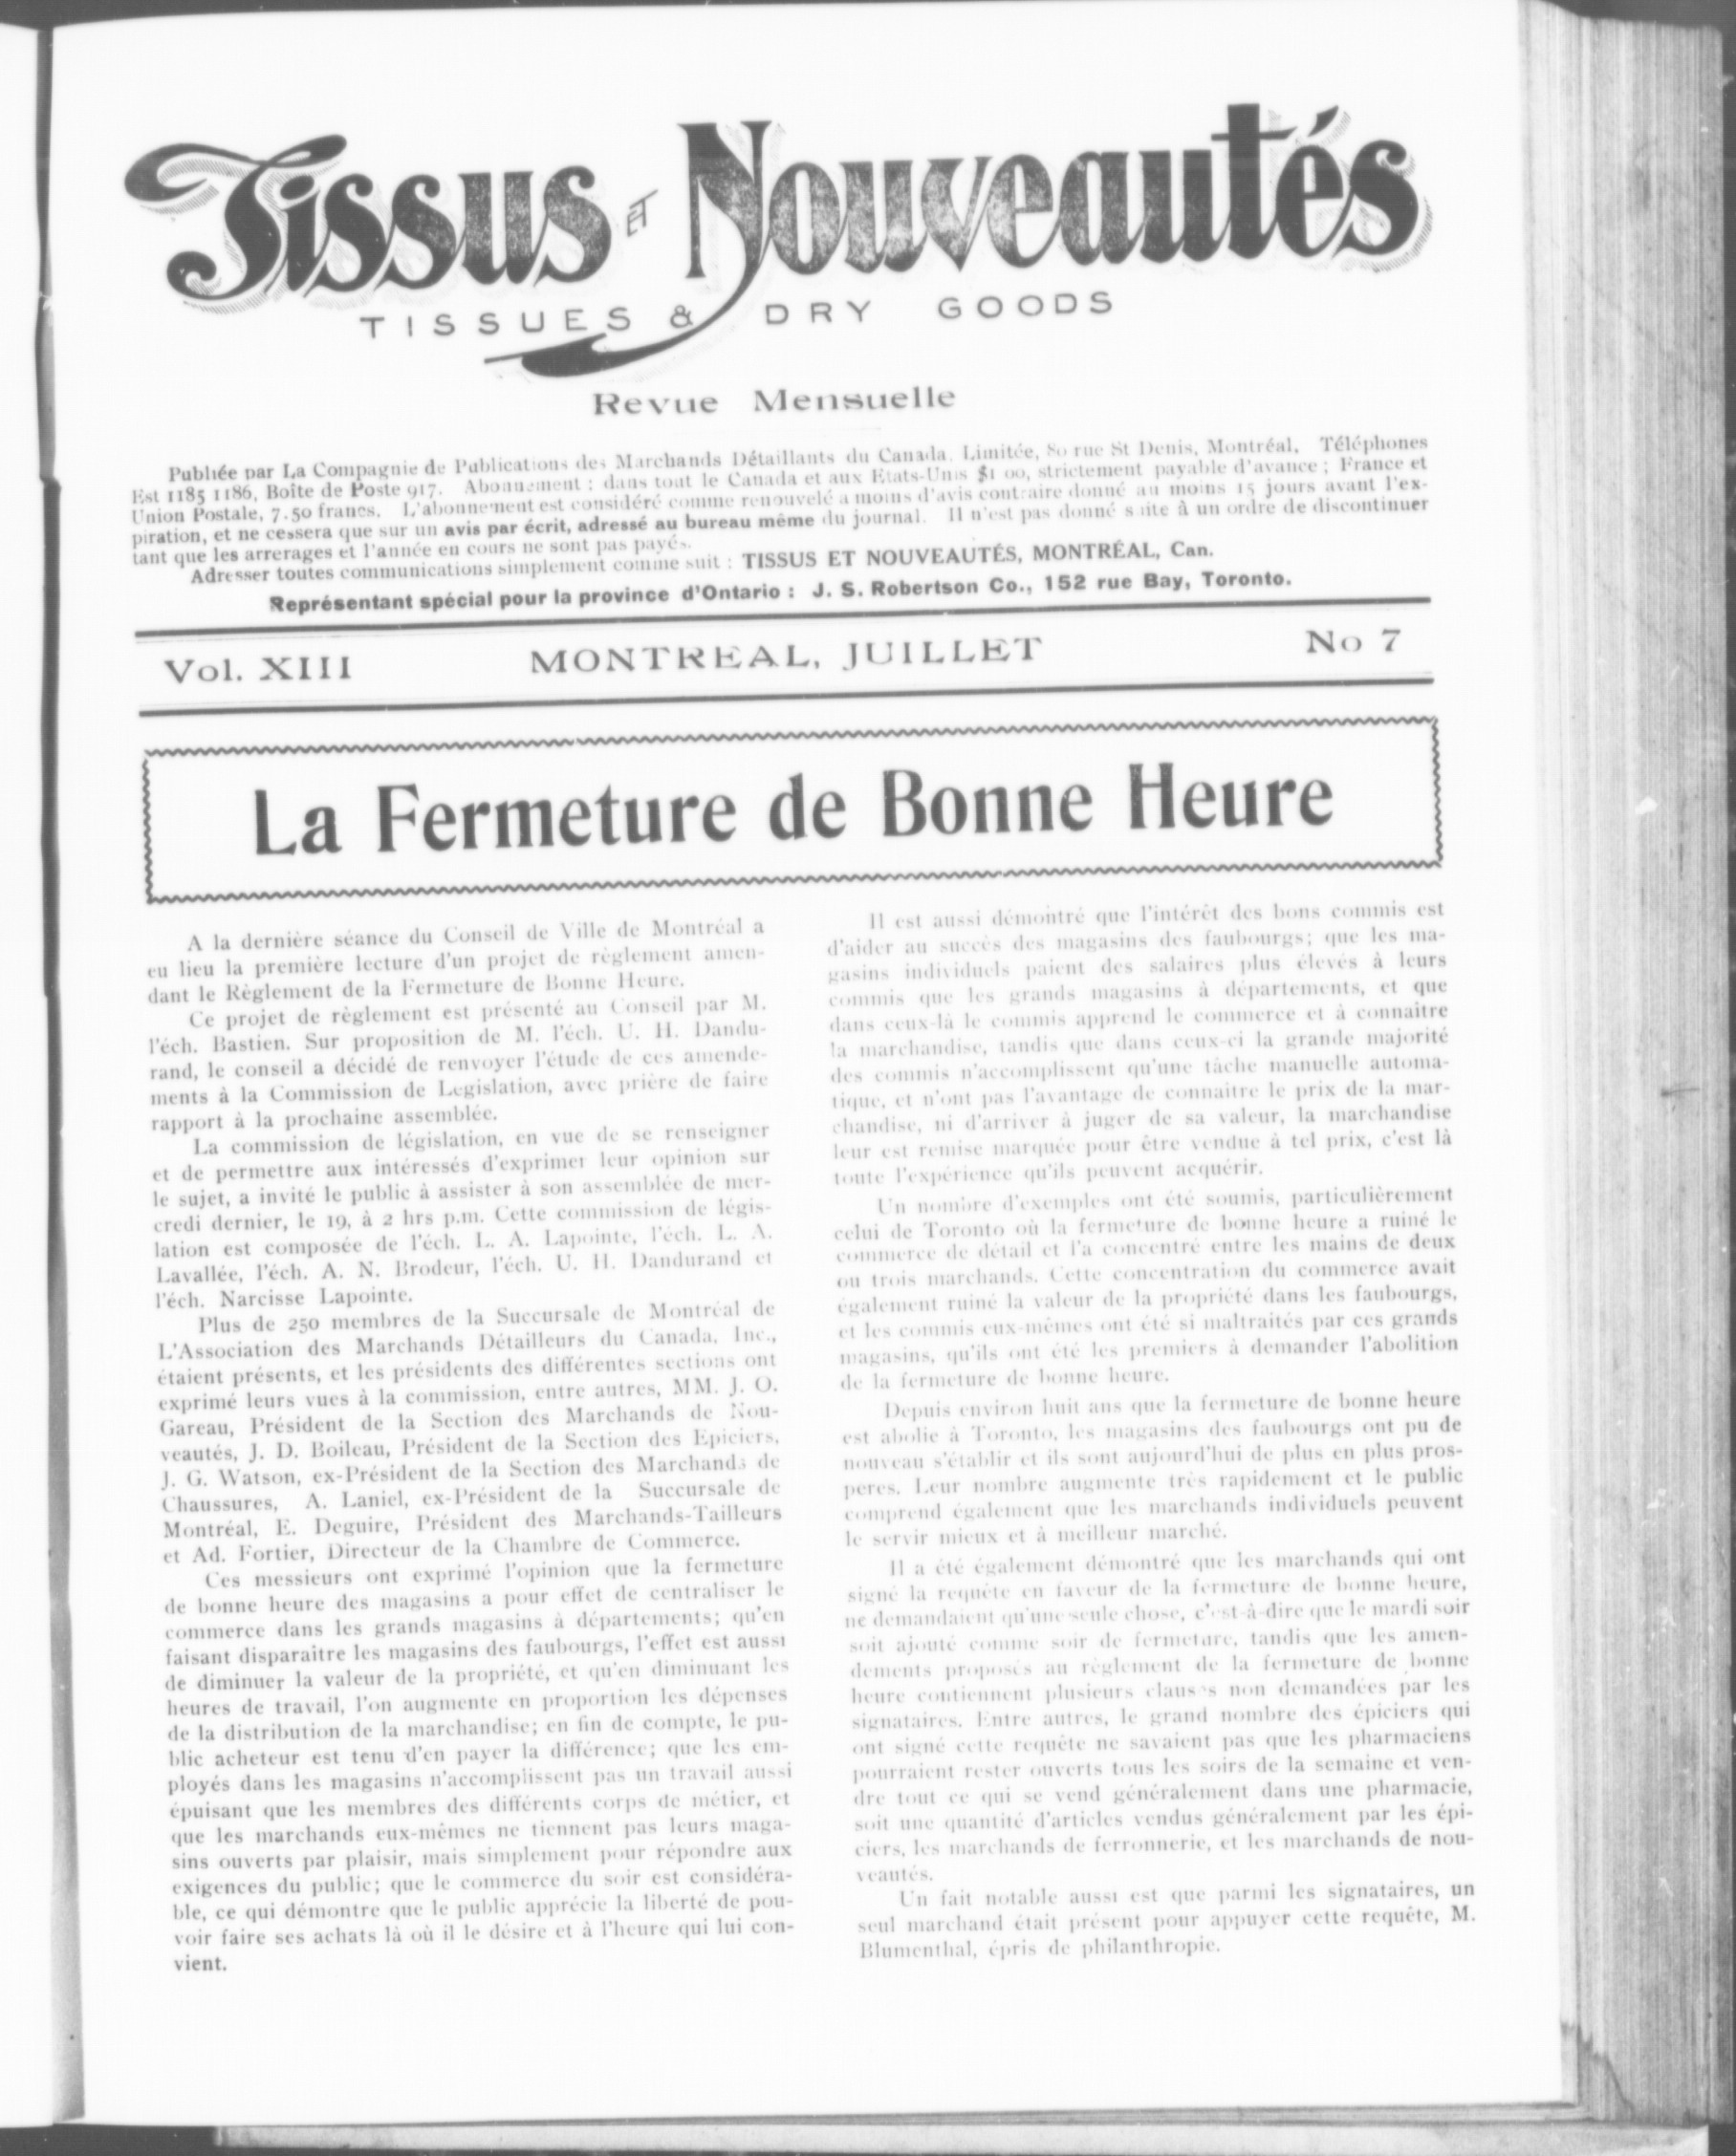 Tissus ET Nouveautés
TISSUES & DRY GOODS
Revue Mensuelle
Publiée par La Compagnie de Publications des Marchands Détaillants du Canada, Limitée, 80 rue St Denis, Montréal. Téléphones
Est 1185 1186, Boîte de Poste 917. Abonnement : dans tout le Canada et aux Etats-Unis $1 00, strictement payable d'avance ; France et
Union Postale, 7.50 francs. L'abonnement est considéré comme renouvelé a moins d'avis contraire donné au moins 15 jours avant l'ex-
piration, et ne cessera que sur un avis par écrit, adressé au bureau même du journal. Il n'est pas donné suite à un ordre de discontinuer
tant que les arrerages et l'année en cours ne sont pas payés.
Adresser toutes communications simplement comme suit : TISSUS ET NOUVEAUTÉS, MONTRÉAL, Can.
Représentant spécial pour la province d'Ontario : J. S. Robertson Co., 152 rue Bay, Toronto.
Vol. XIII MONTREAL, JUILLET No 7
La Fermeture de Bonne Heure
A la dernière séance du Conseil de Ville de Montréal a
eu lieu la première lecture d'un projet de règlement amen-
dant le Règlement de la Fermeture de Bonne Heure.
Ce projet de règlement est présenté au Conseil par M.
l'éch. Bastien. Sur proposition de M. l'éch. U. H. Dandu-
rand, le conseil a décidé de renvoyer l'étude de ces amende-
ments à la Commission de Legislation, avec prière de faire
rapport à la prochaine assemblée.
La commission de législation, en vue de se renseigner
et de permettre aux intéressés d'exprimer leur opinion sur
le sujet, a invité le public à assister à son assemblée de mer-
credi dernier, le 19, à 2 hrs p.m. Cette commission de légis-
lation est composée de l'éch. L. A. Lapointe, l'éch. L. A.
Lavallée, l'éch. A. N. Brodeur, l'éch. U. H. Dandurand et
l'éch. Narcisse Lapointe.
Plus de 250 membres de la Succursale de Montréal de
L'Association des Marchands Détailleurs du Canada, Inc.,
étaient présents, et les présidents des différentes sections ont
exprimé leurs vues à la commission, entre autres, MM. J. O.
Gareau, Président de la Section des Marchands de Nou-
veautés, J. D. Boileau, Président de la Section des Epiciers,
J. G. Watson, ex-Président de la Section des Marchands de
Chaussures, A. Laniel, ex-Président de la Succursale de
Montréal, E. Deguire, Président des Marchands-Tailleurs
et Ad. Fortier, Directeur de la Chambre de Commerce.
Ces messieurs ont exprimé l'opinion que la fermeture
de bonne heure des magasins a pour effet de centraliser le
commerce dans les grands magasins à départements; qu'en
faisant disparaître les magasins des faubourgs, l'effet est aussi
de diminuer la valeur de la propriété, et qu'en diminuant les
heures de travail, l'on augmente en proportion les dépenses
de la distribution de la marchandise; en fin de compte, le pu-
blic acheteur est tenu d'en payer la différence; que les em-
ployés dans les magasins n'accomplissent pas un travail aussi
épuisant que les membres des différents corps de métier, et
que les marchands eux-mêmes ne tiennent pas leurs maga-
sins ouverts par plaisir, mais simplement pour répondre aux
exigences du public; que le commerce du soir est considéra-
ble, ce qui démontre que le public apprécie la liberté de pou-
voir faire ses achats là où il le désire et à l'heure qui lui con-
vient.
Il est aussi démontré que l'intérêt des bons commis est
d'aider au succès des magasins des faubourgs; que les ma-
gasins individuels paient des salaires plus élevés à leurs
commis que les grands magasins à départements, et que
dans ceux-là le commis apprend le commerce et à connaître
la marchandise, tandis que dans ceux-ci la grande majorité
des commis n'accomplissent qu'une tâche manuelle automa-
tique, et n'ont pas l'avantage de connaitre le prix de la mar-
chandise, ni d'arriver à juger de sa valeur, la marchandise
leur est remise marquée pour être vendue à tel prix, c'est là
toute l'expérience qu'ils peuvent acquérir.
Un nombre d'exemples ont été soumis, particulièrement
celui de Toronto où la fermeture de bonne heure a ruiné le
commerce de détail et l'a concentré entre les mains de deux
ou trois marchands. Cette concentration du commerce avait
également ruiné la valeur de la propriété dans les faubourgs,
et les commis eux-mêmes ont été si maltraités par ces grands
magasins, qu'ils ont été les premiers à demander l'abolition
de la fermeture de bonne heure.
Depuis environ huit ans que la fermeture de bonne heure
est abolie à Toronto, les magasins des faubourgs ont pu de
nouveau s'établir et ils sont aujourd'hui de plus en plus pros-
peres. Leur nombre augmente très rapidement et le public
comprend également que les marchands individuels peuvent
le servir mieux et à meilleur marché.
Il a été également démontré que les marchands qui ont
signé la requête en faveur de la fermeture de bonne heure,
ne demandaient qu'une seule chose, c'est-à-dire que le mardi soir
soit ajouté comme soir de fermeture, tandis que les amen-
dements proposés au règlement de la fermeture de bonne
heure contiennent plusieurs clauses non demandées par les
signataires. Entre autres, le grand nombre des épiciers qui
ont signé cette requête ne savaient pas que les pharmaciens
pourraient rester ouverts tous les soirs de la semaine et ven-
dre tout ce qui se vend généralement dans une pharmacie,
soit une quantité d'articles vendus généralement par les épi-
ciers, les marchands de ferronnerie, et les marchands de nou-
veautés.
Un fait notable aussi est que parmi les signataires, un
seul marchand était présent pour appuyer cette requête, M.
Blumenthal, épris de philanthropie.